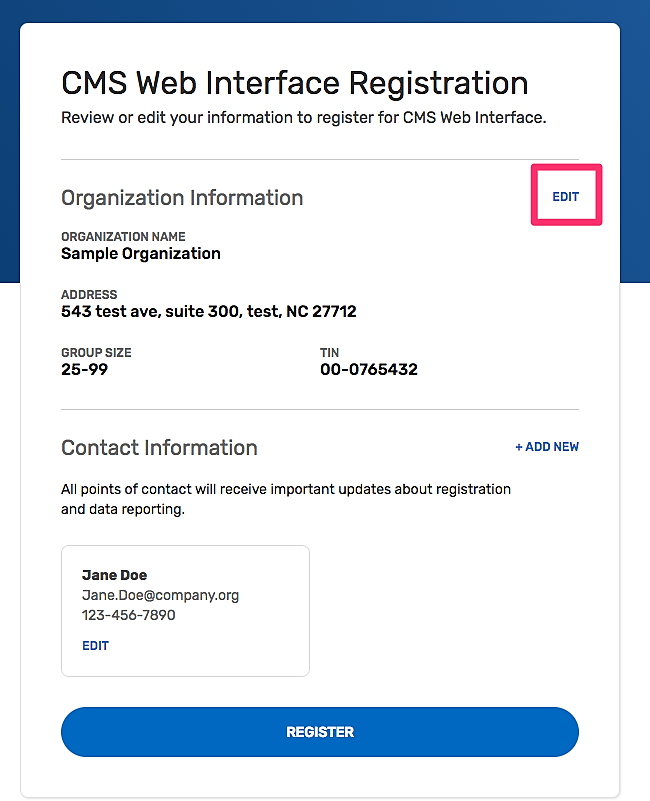 CMS Web Interface Registration
Review or edit your information to register for CMS Web Interface.
Organization Information
EDIT
ORGANIZATION NAME
Sample Organization
ADDRESS
543 test ave, suite 300, test, NC 27712
GROUP SIZE
TIN
25-99
00-0765432
Contact Information
+ ADD NEW
All points of contact will receive important updates about registration
and data reporting.
Jane Doe
Jane.Doe@company.org
123-456-7890
EDIT
REGISTER